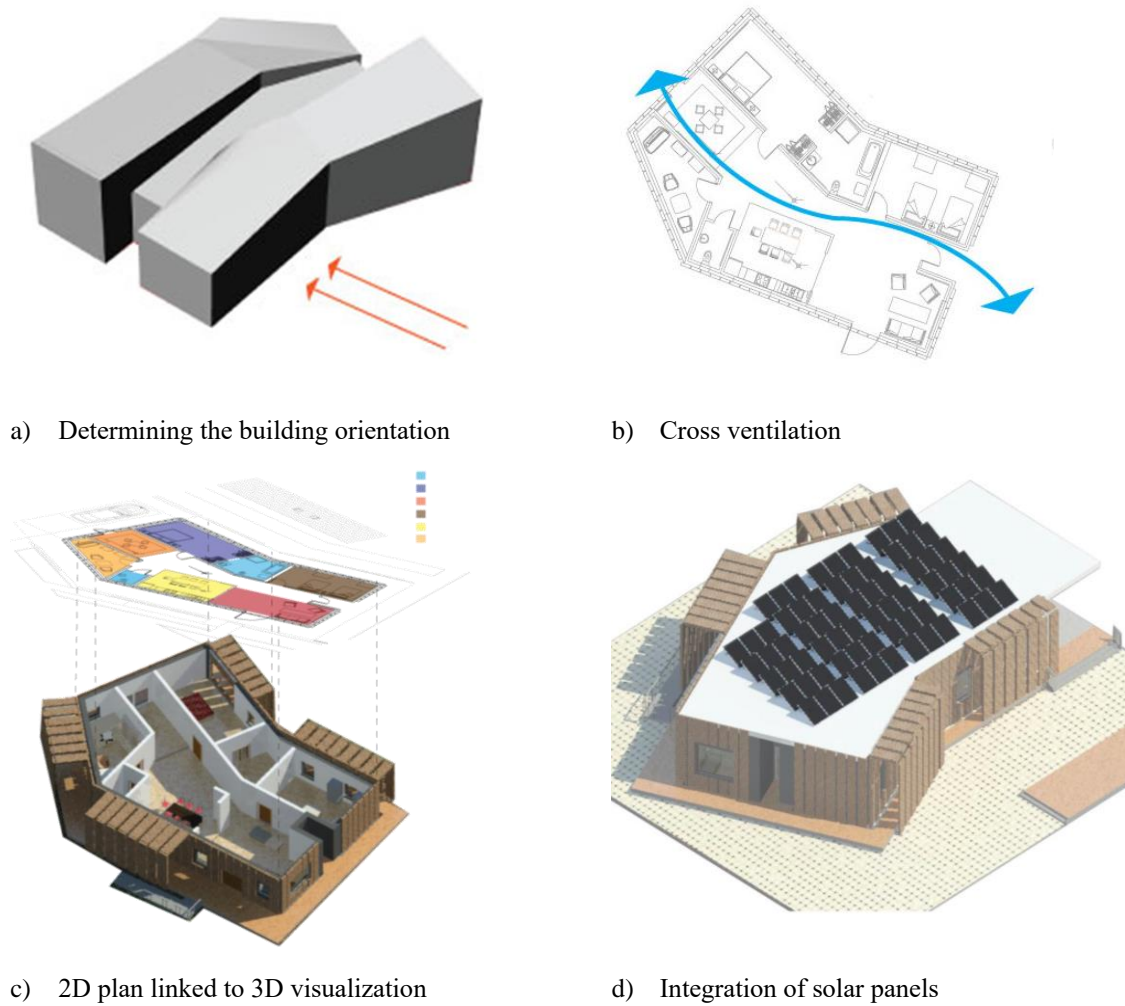 a) Determining the building orientation
b) Cross ventilation
c) 2D plan linked to 3D visualization
d) Integration of solar panels